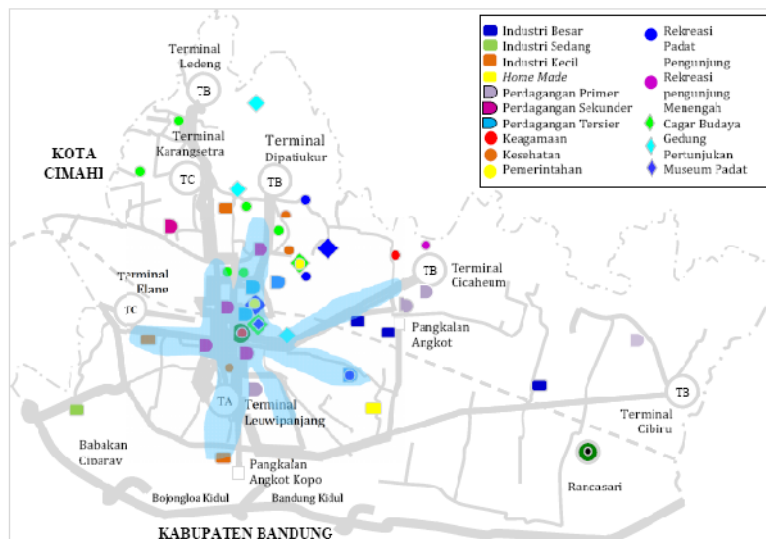 Terminal
Ledeng
TB
Terminal
Karangsetra
TC
Terminal
Dipatiukur
TB
KOTA
CIMAHI
Terminal
Elang
TC
TB
Terminal
Cicaheum
Pangkalan
Angkot
TA
Terminal
Leuwipanjang
TB
Terminal
Cibiru
Babakan
Ciparay
Pangkalan
Angkot Kopo
Rancasari
Bojongloa Kidul
Bandung Kidul
KABUPATEN BANDUNG
Industri Besar
Industri Sedang
Industri Kecil
Home Made
Perdagangan Primer
Perdagangan Sekunder
Perdagangan Tersier
Keagamaan
Kesehatan
Pemerintahan
Rekreasi
Padat
Pengunjung
Rekreasi
pengunjung
Menengah
Cagar Budaya
Gedung
Pertunjukan
Museum Padat